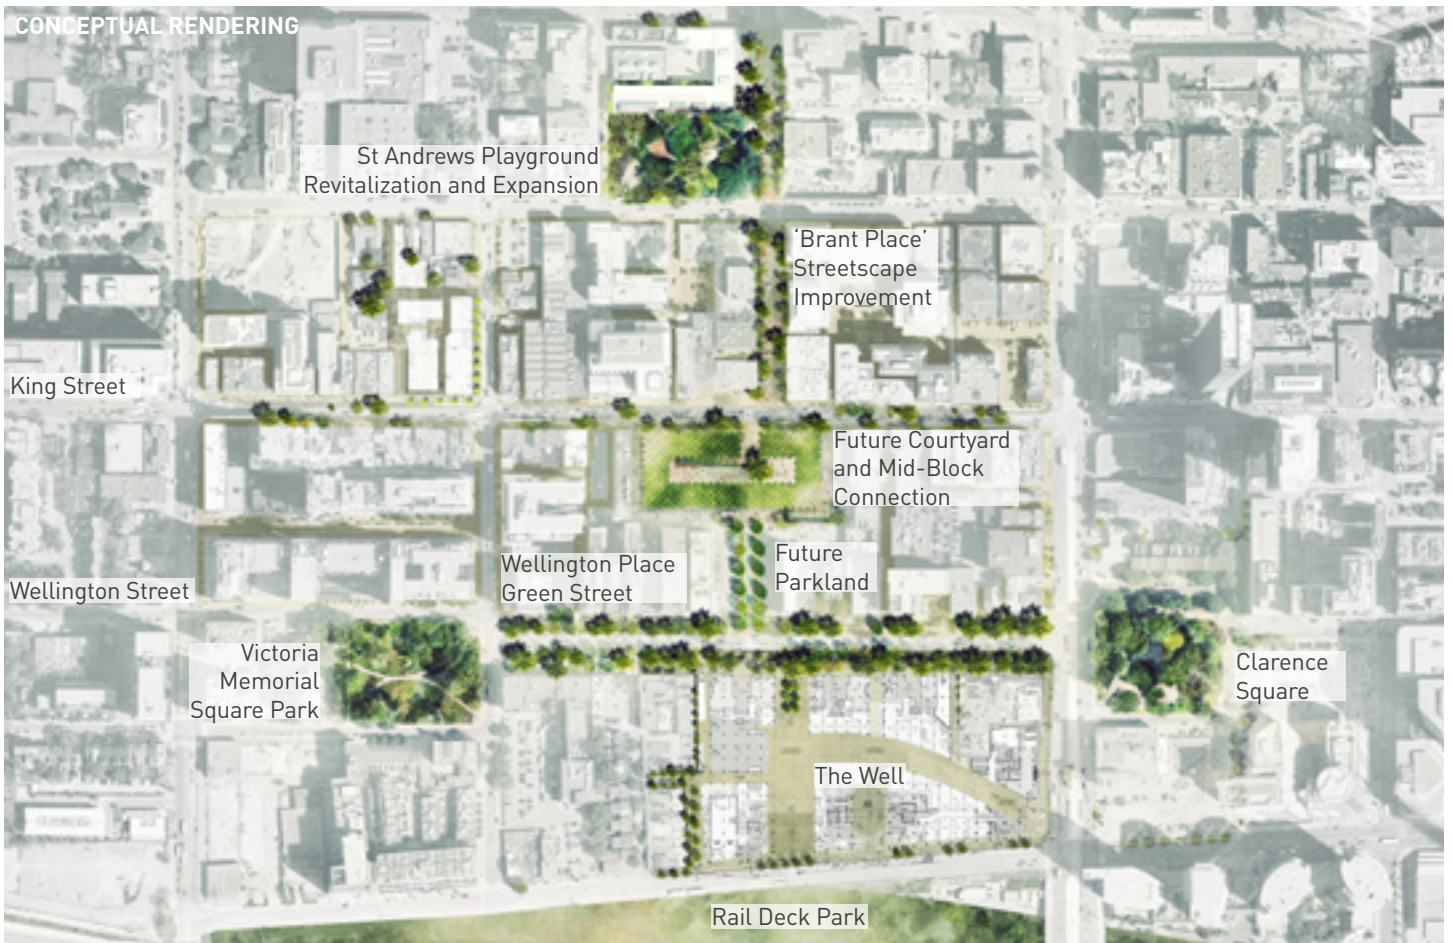 CONCEPTUAL RENDERING
St Andrews Playground
Revitalization and Expansion
‘Brant Place’
Streetscape
Improvement
King Street
Future Courtyard
and Mid-Block
Connection
Wellington Place
Green Street
Future
Parkland
Wellington Street
Victoria
Memorial
Square Park
Clarence
Square
The Well
Rail Deck Park